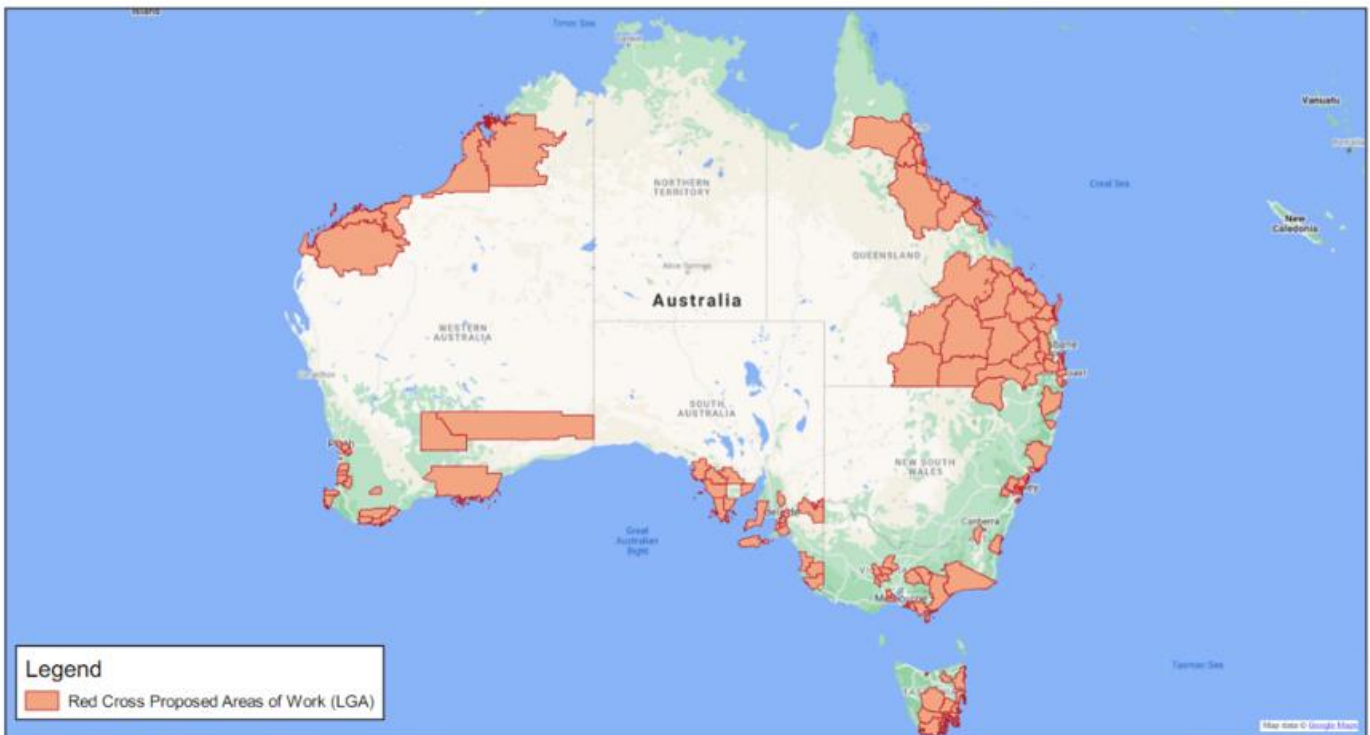 Island
Timor Sea
Vanuatu
Coral Sea
New
Caledonia
NORTHERN
TERRITORY
QUEENSLAND
Alice Springs
Australia
WESTERN
AUSTRALIA
SOUTH
AUSTRALIA
NEW SOUTH
WALES
Canberra
Great
Australian
Bight
Melbourne
Tasman Sea
Legend
Red Cross Proposed Areas of Work (LGA)
Map data © Google Maps